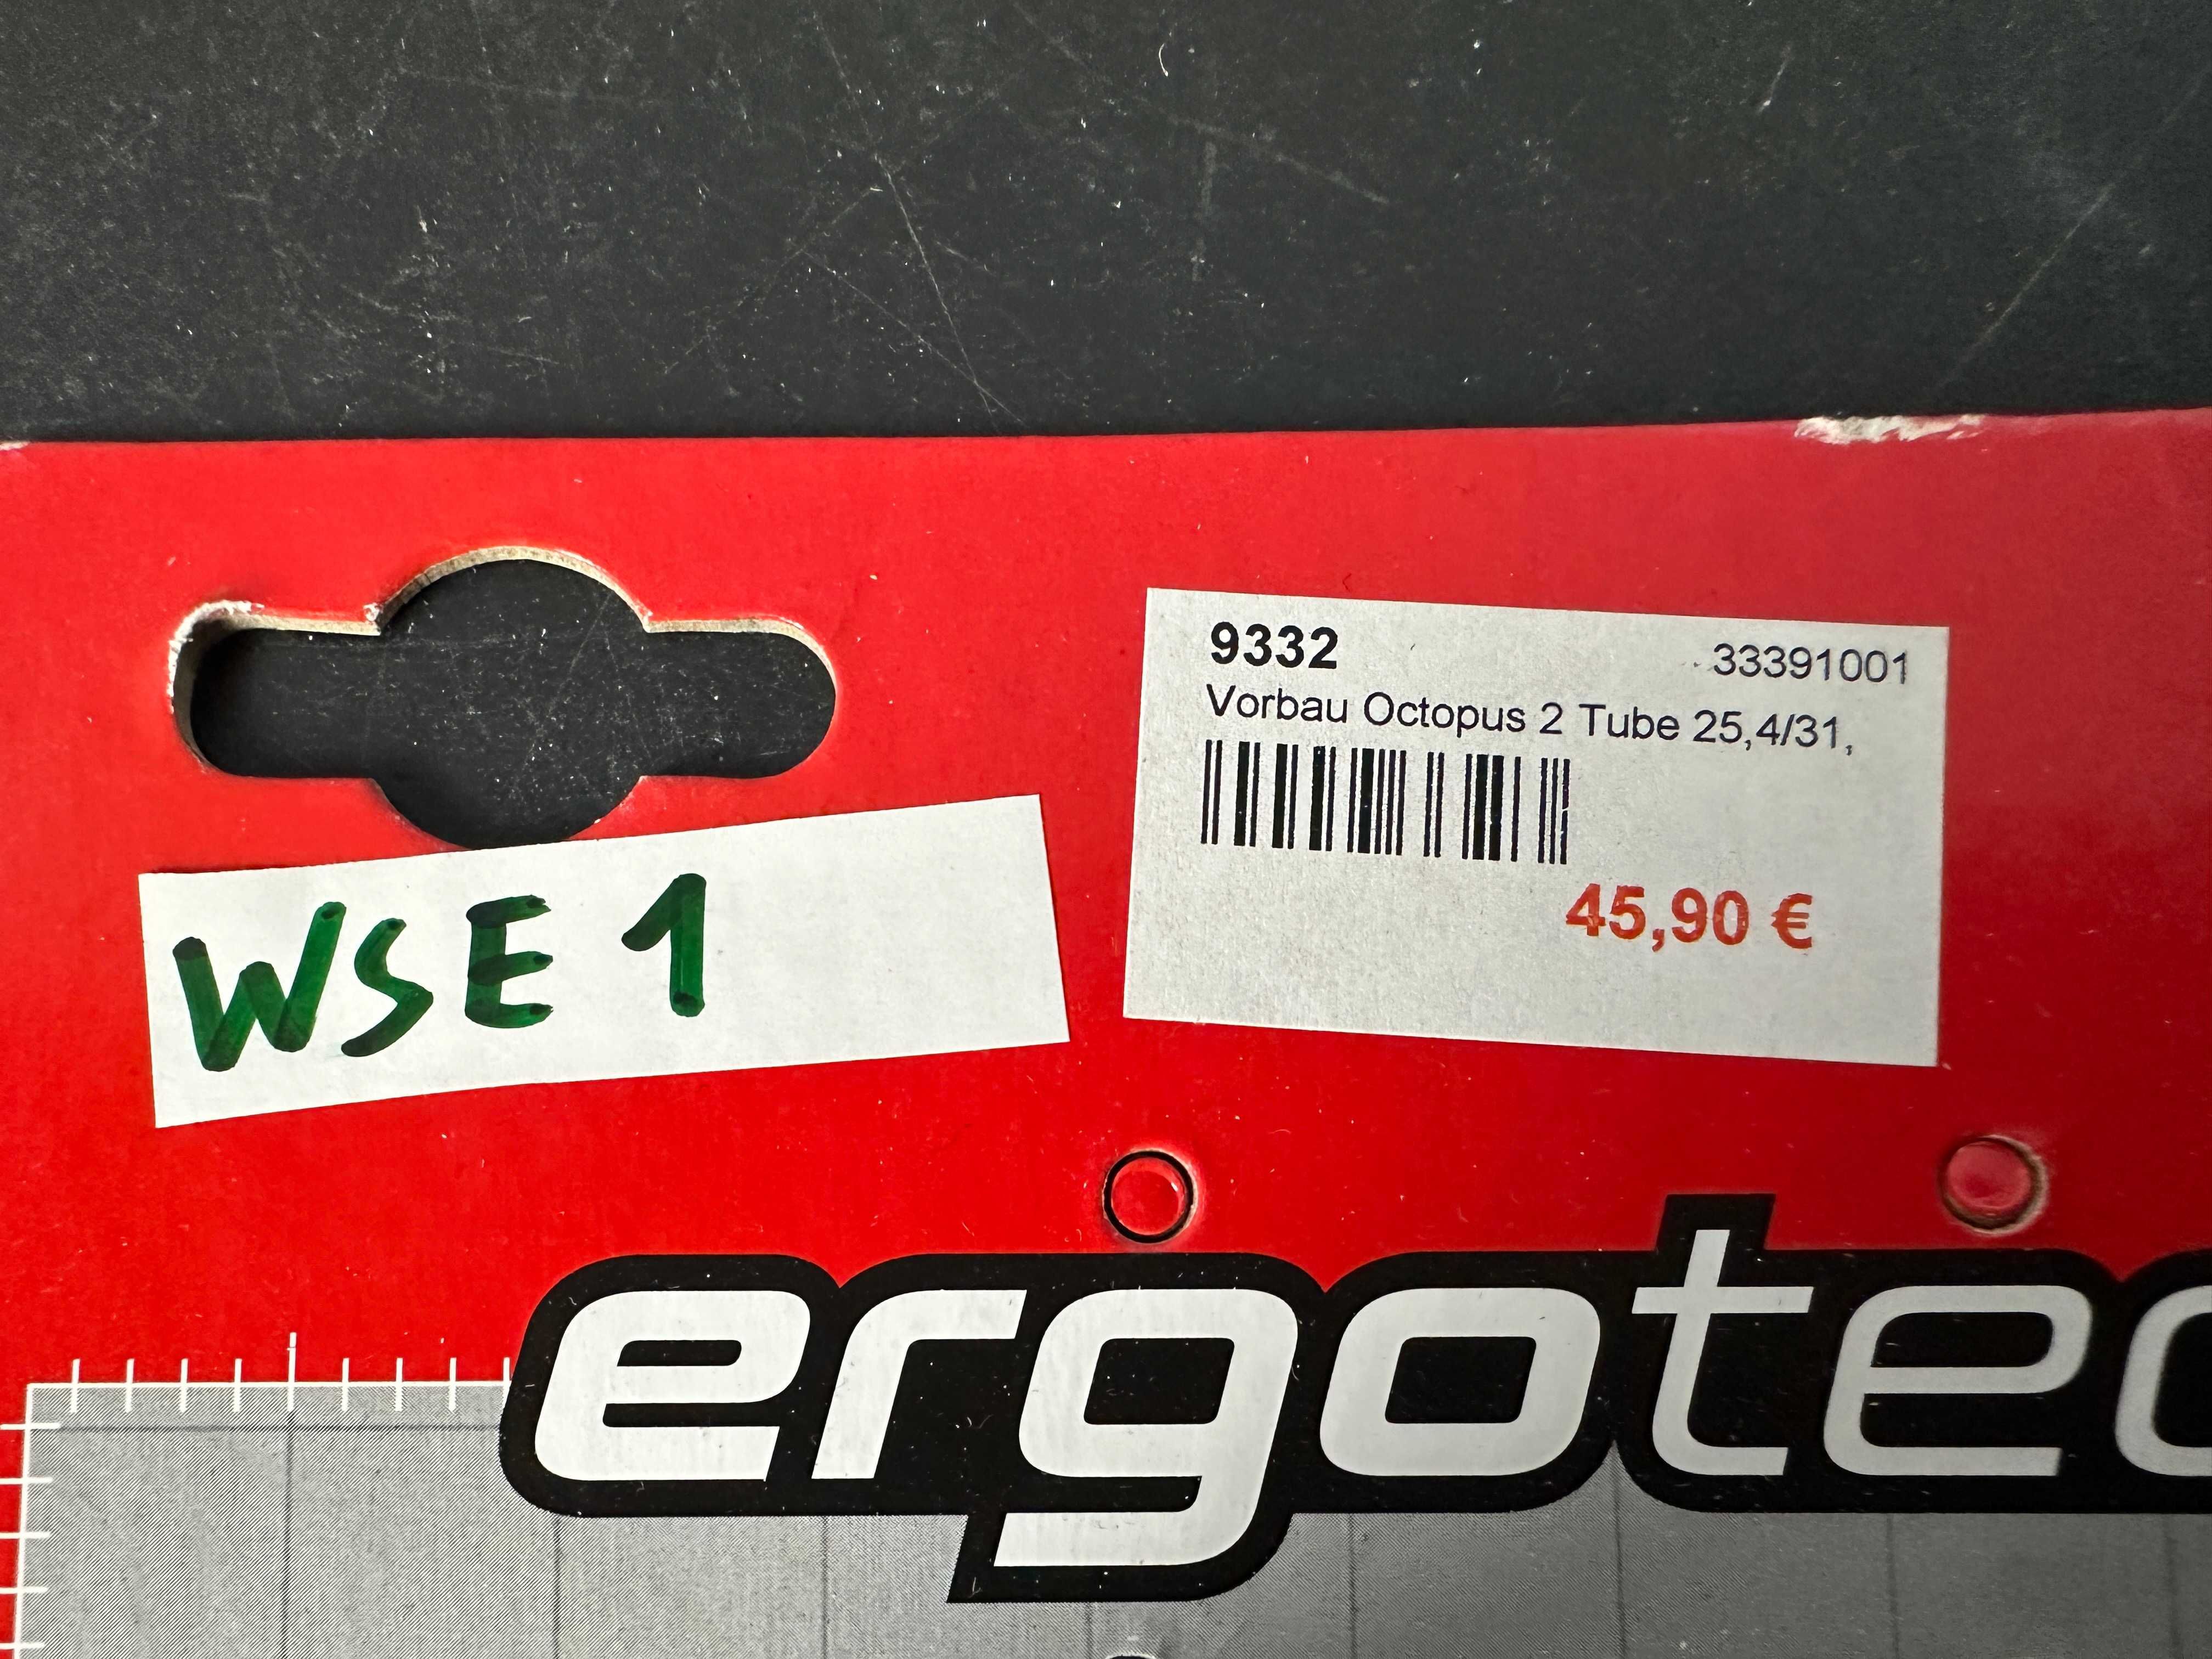 9332 33391001
Vorbau Octopus 2 Tube 25,4/31,
45,90 €
WSE 1
ergotec